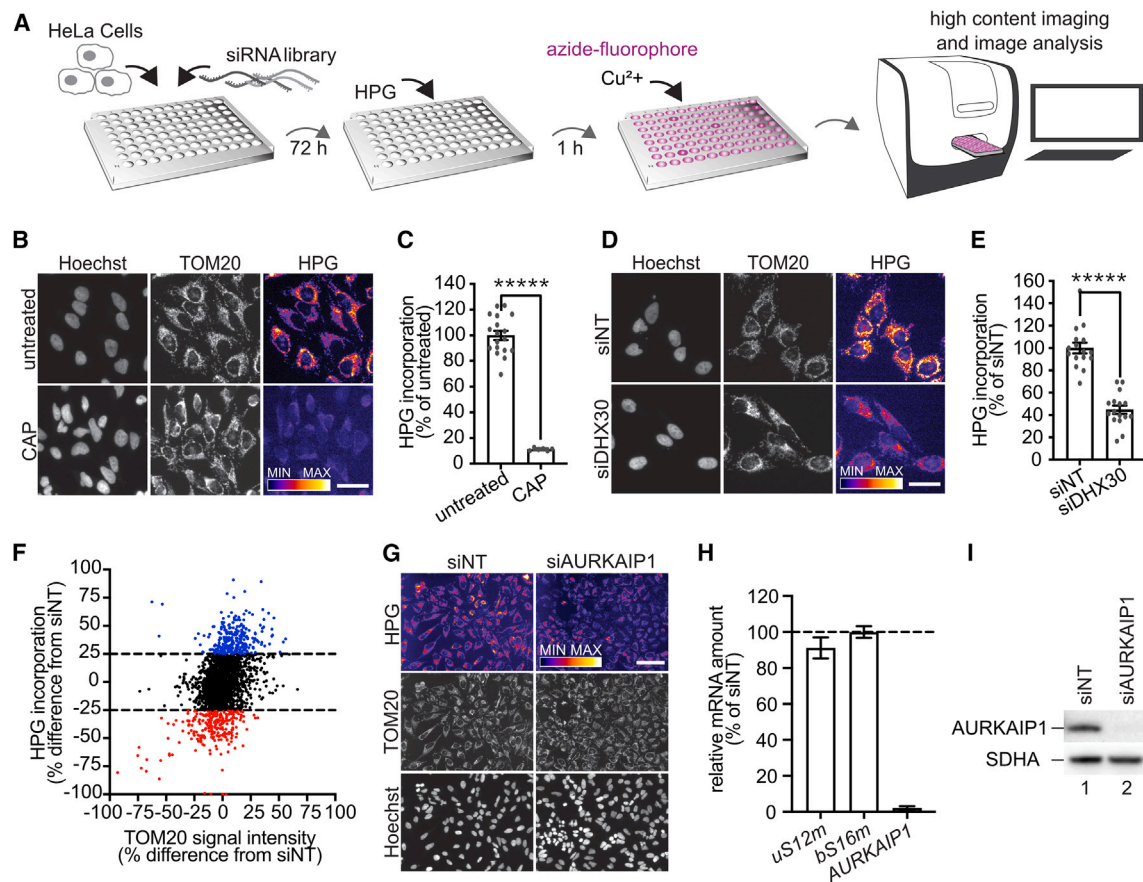 A
HeLa Cells
siRNA library
72 h
HPG
1 h
azide-fluorophore
Cu²+
high content imaging
and image analysis
B
Hoechst TOM20 HPG
untreated
CAP
MIN MAX
C
HPG incorporation
(% of untreated)
140
120
100
80
60
40
20
0
******
untreated
CAP
D
Hoechst TOM20 HPG
siNT
siDHX30
MIN MAX
E
HPG incorporation
(% of siNT)
160
140
120
100
80
60
40
20
0
*****
siNT
siDHX30
F
HPG incorporation
(% difference from siNT)
100
75
50
25
0
-25
-50
-75
-100
-100 -75 -50 -25 0 25 50 75 100
TOM20 signal intensity
(% difference from siNT)
G
siNT siAURKAIP1
HPG
MIN MAX
TOM20
Hoechst
H
relative mRNA amount
(% of siNT)
120
100
80
60
40
20
0
uS12m
bS16m
AURKAIP1
I
siNT
siAURKAIP1
AURKAIP1
SDHA
1 2